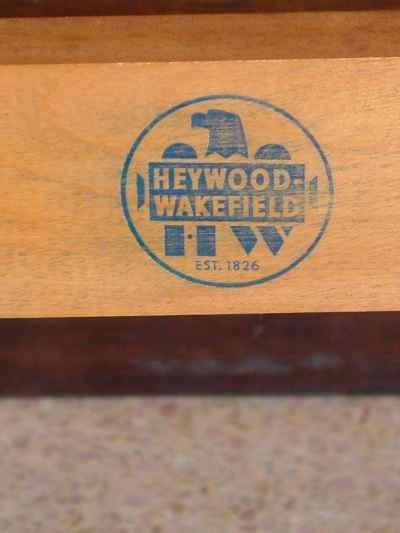 HEYWOOD-
WAKEFIELD
HW
EST. 1826